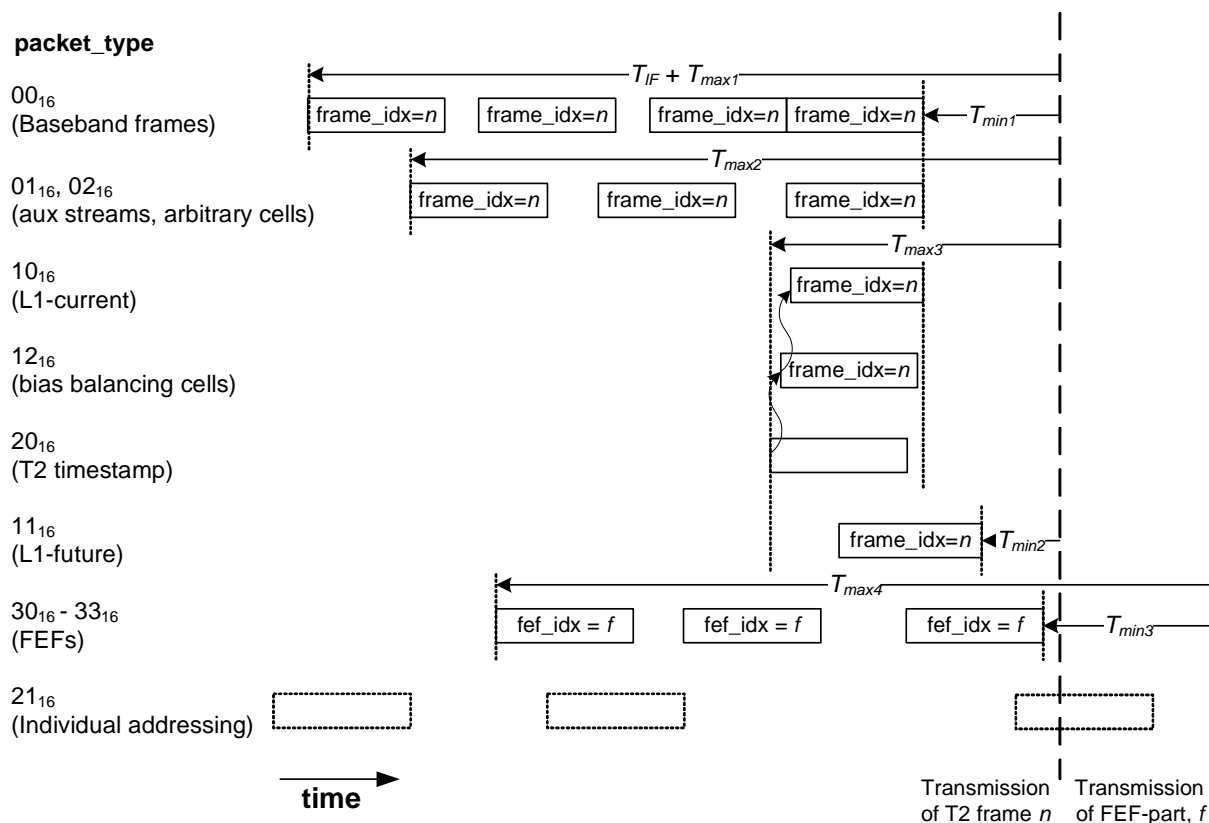 packet_type
T_IF + T_max1
00₁₆
(Baseband frames)
frame_idx=n
frame_idx=n
frame_idx=n
frame_idx=n
T_min1
T_max2
01₁₆, 02₁₆
(aux streams, arbitrary cells)
frame_idx=n
frame_idx=n
frame_idx=n
T_max3
10₁₆
(L1-current)
frame_idx=n
12₁₆
(bias balancing cells)
frame_idx=n
20₁₆
(T2 timestamp)
11₁₆
(L1-future)
frame_idx=n
T_min2
T_max4
30₁₆ - 33₁₆
(FEFs)
fef_idx = f
fef_idx = f
fef_idx = f
T_min3
21₁₆
(Individual addressing)
time
Transmission
of T2 frame n
Transmission
of FEF-part, f